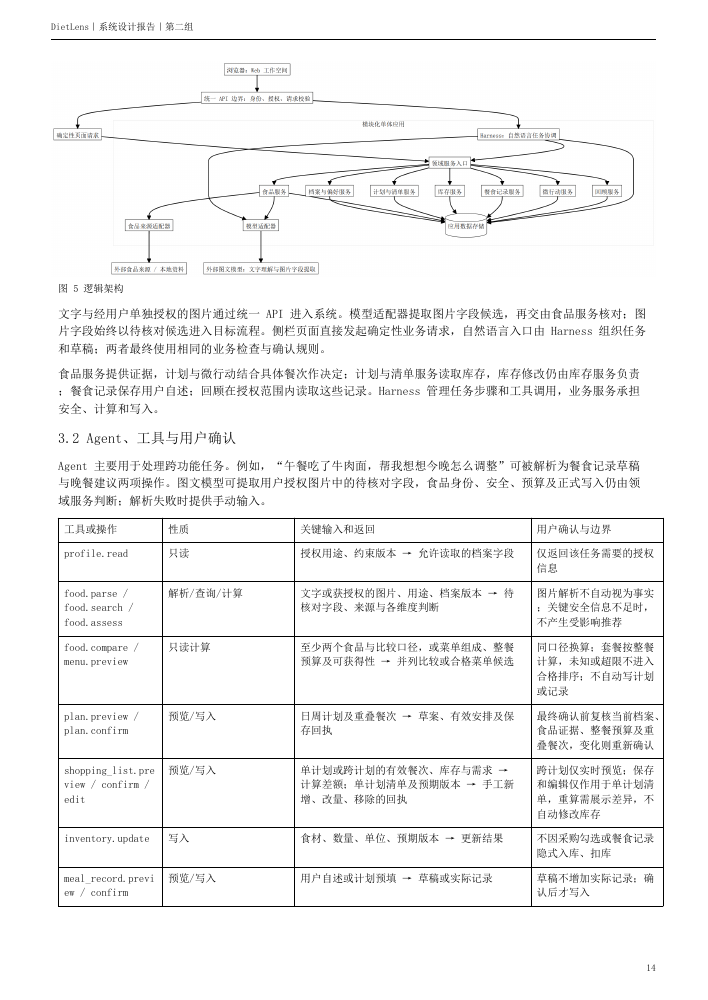 DietLens｜系统设计报告｜第二组
浏览器：Web 工作空间
统一 API 边界：身份、授权、请求校验
模块化单体应用
确定性页面请求
Harness 自然语言任务协调
领域服务入口
食品服务
档案与偏好服务
计划与清单服务
库存服务
餐食记录服务
微行动服务
回顾服务
食品来源适配器
模型适配器
应用数据存储
外部食品来源 / 本地资料
外部图文模型：文字理解与图片字段提取
图 5 逻辑架构
文字与经用户单独授权的图片通过统一 API 进入系统。模型适配器提取图片字段候选，再交由食品服务核对；图
片字段始终以待核对候选进入目标流程。侧栏页面直接发起确定性业务请求，自然语言入口由 Harness 组织任务
和草稿；两者最终使用相同的业务检查与确认规则。
食品服务提供证据，计划与微行动结合具体餐次作决定；计划与清单服务读取库存，库存修改仍由库存服务负责
；餐食记录保存用户自述；回顾在授权范围内读取这些记录。Harness 管理任务步骤和工具调用，业务服务承担
安全、计算和写入。
3.2 Agent、工具与用户确认
Agent 主要用于处理跨功能任务。例如，“午餐吃了牛肉面，帮我想想今晚怎么调整”可被解析为餐食记录草稿
与晚餐建议两项操作。图文模型可提取用户授权图片中的待核对字段，食品身份、安全、预算及正式写入仍由领
域服务判断；解析失败时提供手动输入。
工具或操作
性质
关键输入和返回
用户确认与边界
profile.read
只读
授权用途、约束版本 → 允许读取的档案字段
仅返回该任务需要的授权
信息
food.parse /
food.search /
food.assess
解析/查询/计算
文字或获授权的图片、用途、档案版本 → 待
核对字段、来源与各维度判断
图片解析不自动视为事实
；关键安全信息不足时，
不产生受影响推荐
food.compare /
menu.preview
只读计算
至少两个食品与比较口径，或菜单组成、整餐
预算及可获得性 → 并列比较或合格菜单候选
同口径换算；套餐按整餐
计算，未知或超限不进入
合格排序；不自动写计划
或记录
plan.preview /
plan.confirm
预览/写入
日周计划及重叠餐次 → 草案、有效安排及保
存回执
最终确认前复核当前档案、
食品证据、整餐预算及重
叠餐次，变化则重新确认
shopping_list.pre
view / confirm /
edit
预览/写入
单计划或跨计划的有效餐次、库存与需求 →
计算差额；单计划清单及预期版本 → 手工新
增、改量、移除的回执
跨计划仅实时预览；保存
和编辑仅作用于单计划清
单，重算需展示差异，不
自动修改库存
inventory.update
写入
食材、数量、单位、预期版本 → 更新结果
不因采购勾选或餐食记录
隐式入库、扣库
meal_record.previ
ew / confirm
预览/写入
用户自述或计划预填 → 草稿或实际记录
草稿不增加实际记录；确
认后才写入
14